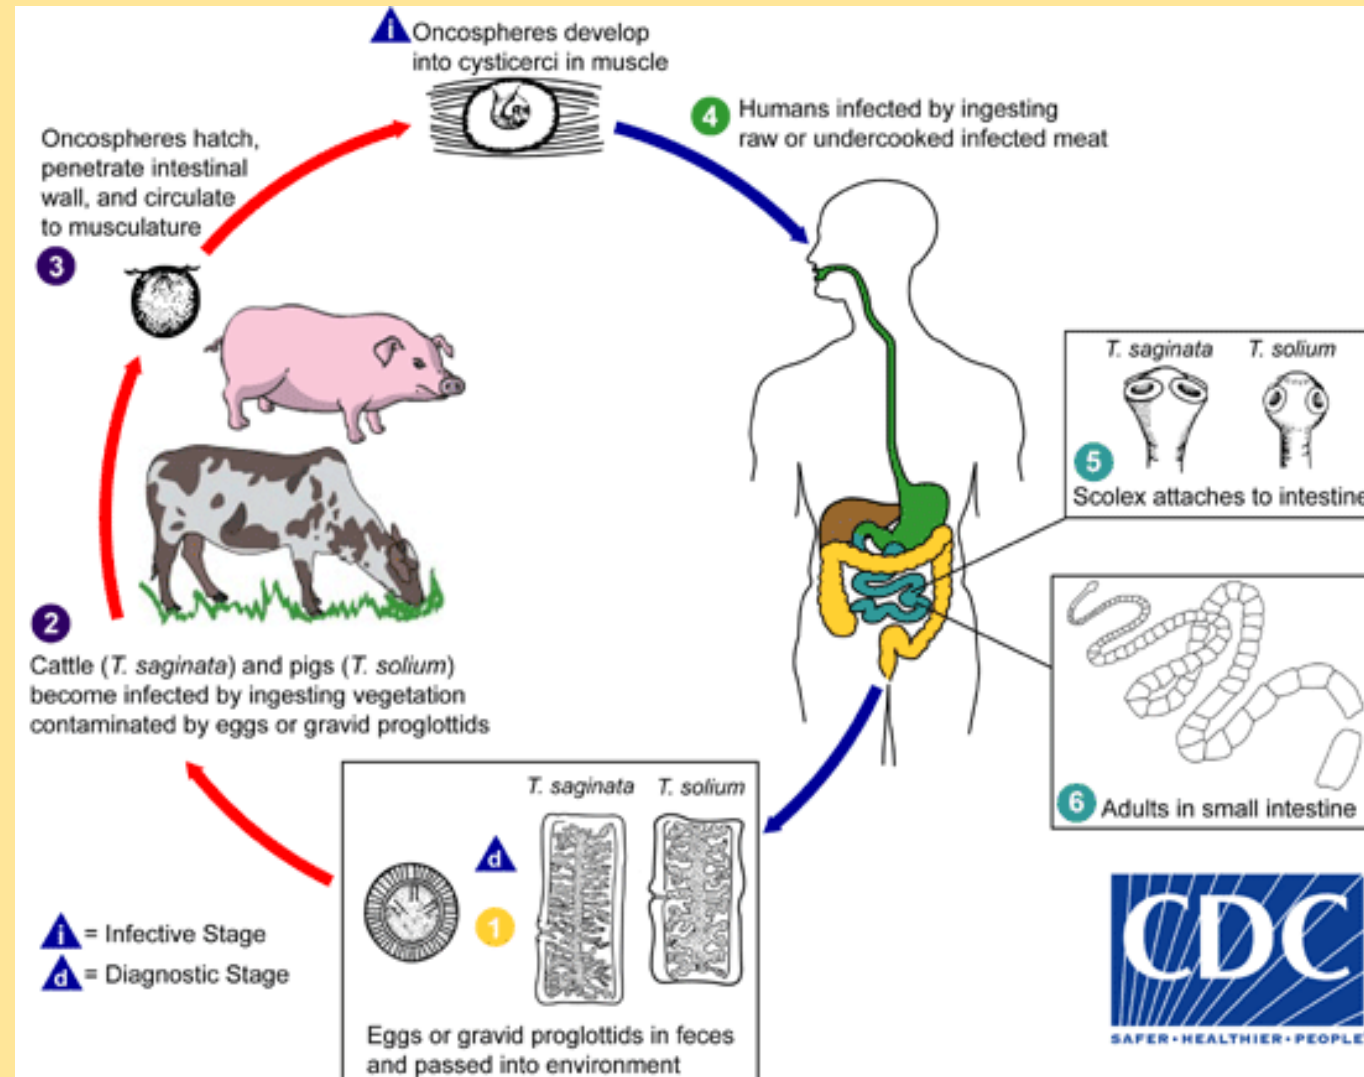 i
Oncospheres develop
into cysticerci in muscle
4
Humans infected by ingesting
raw or undercooked infected meat
Oncospheres hatch,
penetrate intestinal
wall, and circulate
to musculature
3
T. saginata T. solium
5
Scolex attaches to intestine
2
Cattle (T. saginata) and pigs (T. solium)
become infected by ingesting vegetation
contaminated by eggs or gravid proglottids
6 Adults in small intestine
T. saginata T. solium
d
1
Eggs or gravid proglottids in feces
and passed into environment
i = Infective Stage
d = Diagnostic Stage
CDC
SAFER • HEALTHIER • PEOPLE